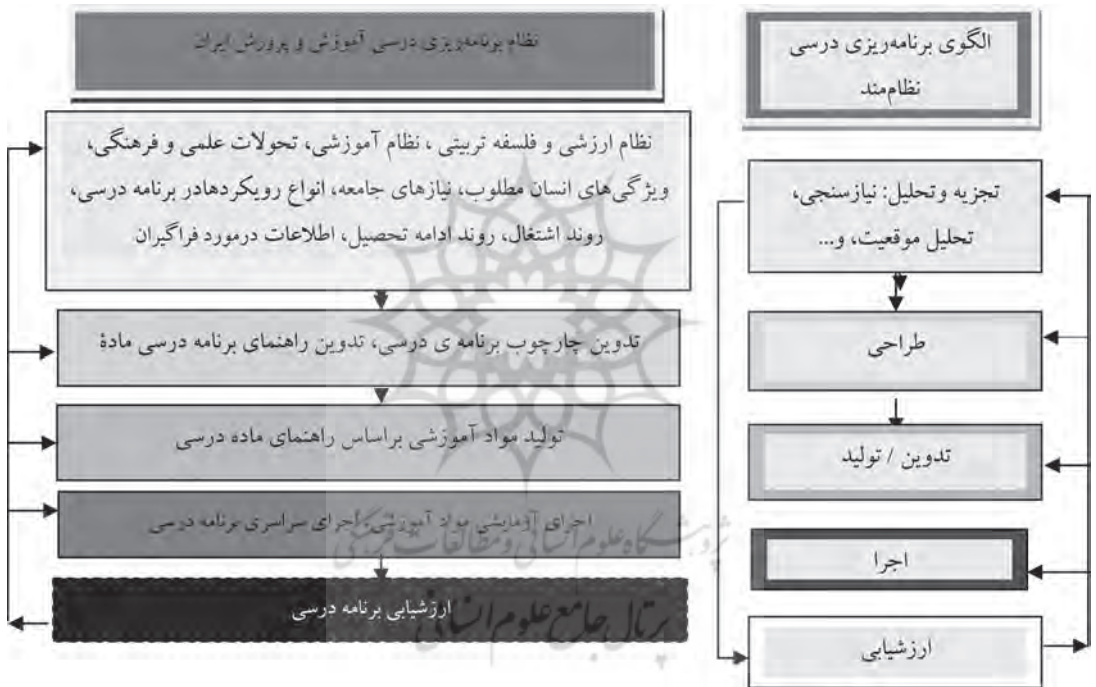 الگوی برنامه‌ریزی درسی
نظام‌مند
تجزیه وتحلیل: نیازسنجی،
تحلیل موقعیت، و...
طراحی
تدوین / تولید
اجرا
ارزشیابی
نظام برنامه‌ریزی درسی آموزش و پرورش ایران
نظام ارزشی و فلسفه تربیتی ، نظام آموزشی، تحولات علمی و فرهنگی،
ویژگی‌های انسان مطلوب، نیازهای جامعه، انواع رویکردهادر برنامه درسی،
روند اشتغال، روند ادامه تحصیل، اطلاعات درمورد فراگیران
تدوین چارچوب برنامه ی درسی، تدوین راهنمای برنامه درسی مادة
تولید مواد آموزشی براساس راهنمای ماده درسی
اجرای آزمایشی مواد آموزشی، اجرای سراسری برنامه درسی
ارزشیابی برنامه درسی
پژوهشگاه علوم انسانی و مطالعات فرهنگی
پرتال جامع علوم انسانی